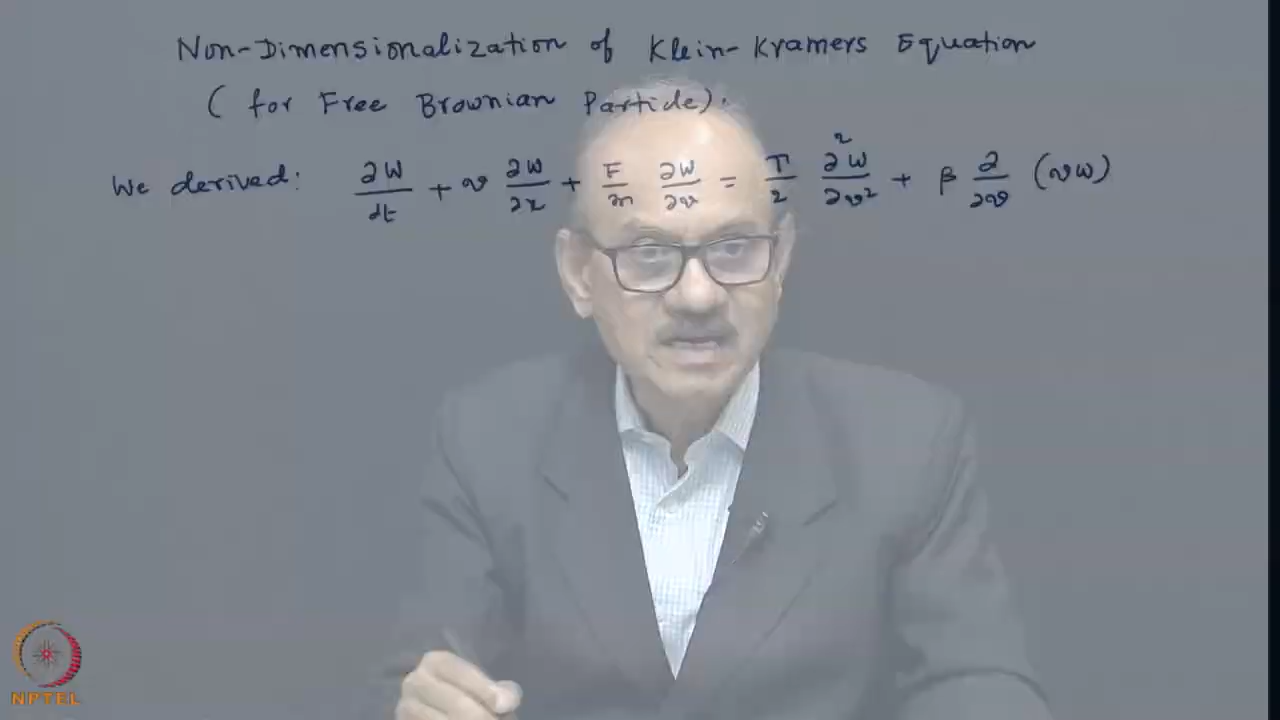 Non-Dimensionalization of Klein-Kramers Equation
(for Free Brownian Particle).
We derived: ∂W/∂t + v ∂W/∂x + F/m ∂W/∂v = Γ/2 ∂²W/∂v² + β ∂/∂v (vW)
NPTEL